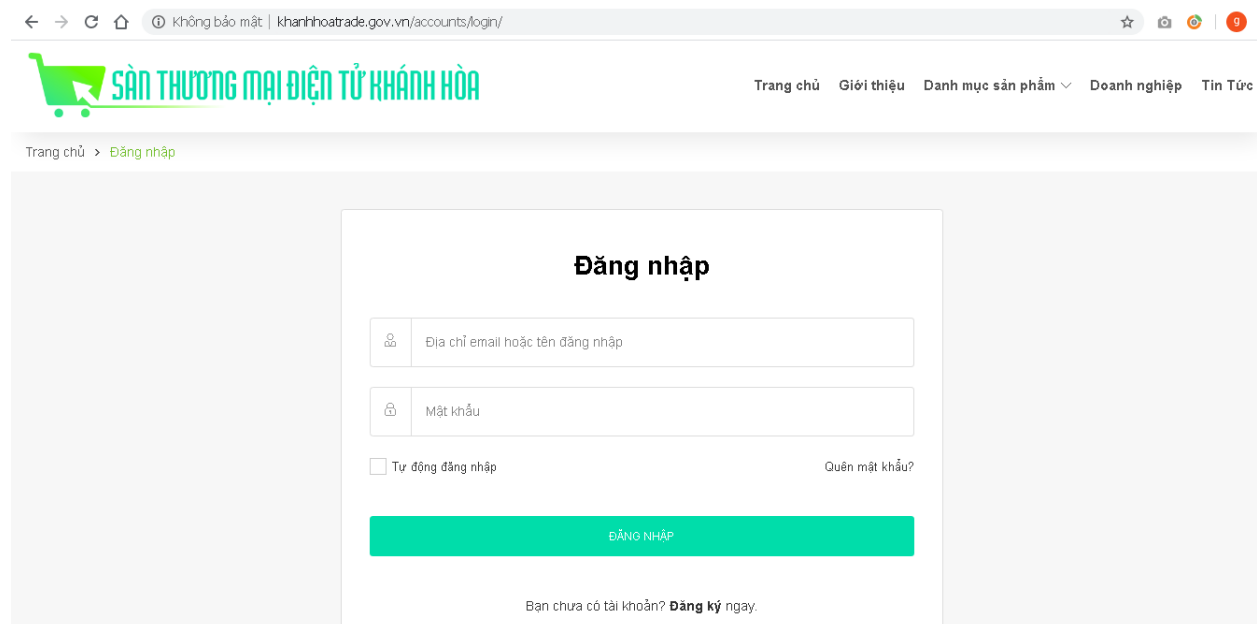 Không bảo mật | khanhhoatrade.gov.vn/accounts/login/
g
SÀN THƯƠNG MẠI ĐIỆN TỬ KHÁNH HÒA
Trang chủ Giới thiệu Danh mục sản phẩm Doanh nghiệp Tin Tức
Trang chủ > Đăng nhập
Đăng nhập
Địa chỉ email hoặc tên đăng nhập
Mật khẩu
Tự động đăng nhập Quên mật khẩu?
ĐĂNG NHẬP
Bạn chưa có tài khoản? Đăng ký ngay.